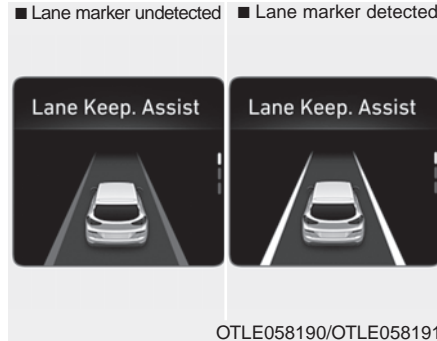 ■ Lane marker undetected
■ Lane marker detected
Lane Keep. Assist
Lane Keep. Assist
OTLE058190/OTLE058191